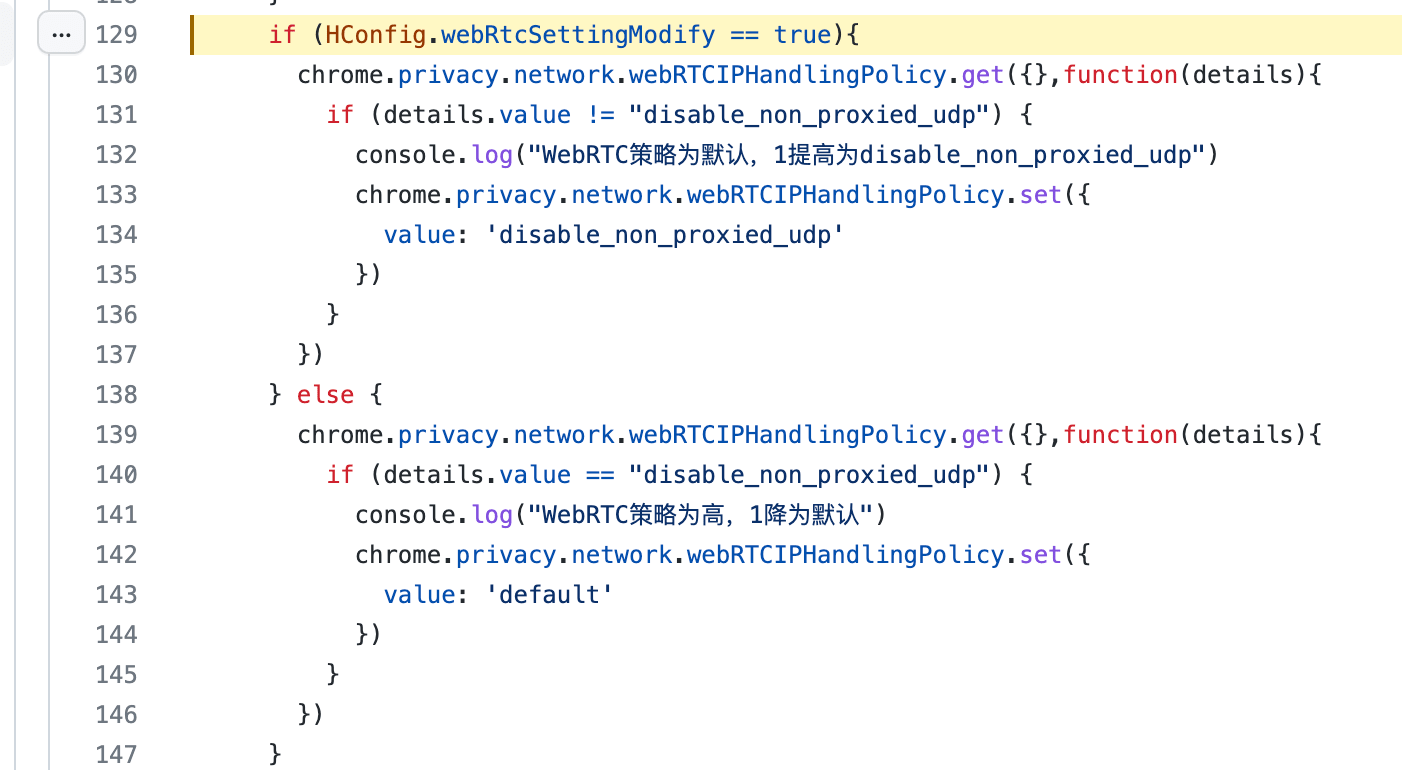 129 if (HConfig.webRtcSettingModify == true){
130 chrome.privacy.network.webRTCIPHandlingPolicy.get({},function(details){
131 if (details.value != "disable_non_proxied_udp") {
132 console.log("WebRTC策略为默认，1提高为disable_non_proxied_udp")
133 chrome.privacy.network.webRTCIPHandlingPolicy.set({
134 value: 'disable_non_proxied_udp'
135 })
136 }
137 })
138 } else {
139 chrome.privacy.network.webRTCIPHandlingPolicy.get({},function(details){
140 if (details.value == "disable_non_proxied_udp") {
141 console.log("WebRTC策略为高，1降为默认")
142 chrome.privacy.network.webRTCIPHandlingPolicy.set({
143 value: 'default'
144 })
145 }
146 })
147 }